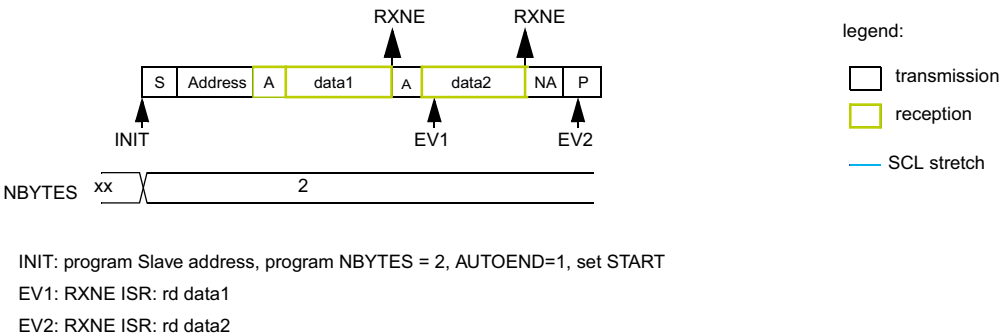 RXNE RXNE
legend:
S Address A data1 A data2 NA P
transmission
reception
INIT EV1 EV2
SCL stretch
NBYTES xx 2
INIT: program Slave address, program NBYTES = 2, AUTOEND=1, set START
EV1: RXNE ISR: rd data1
EV2: RXNE ISR: rd data2